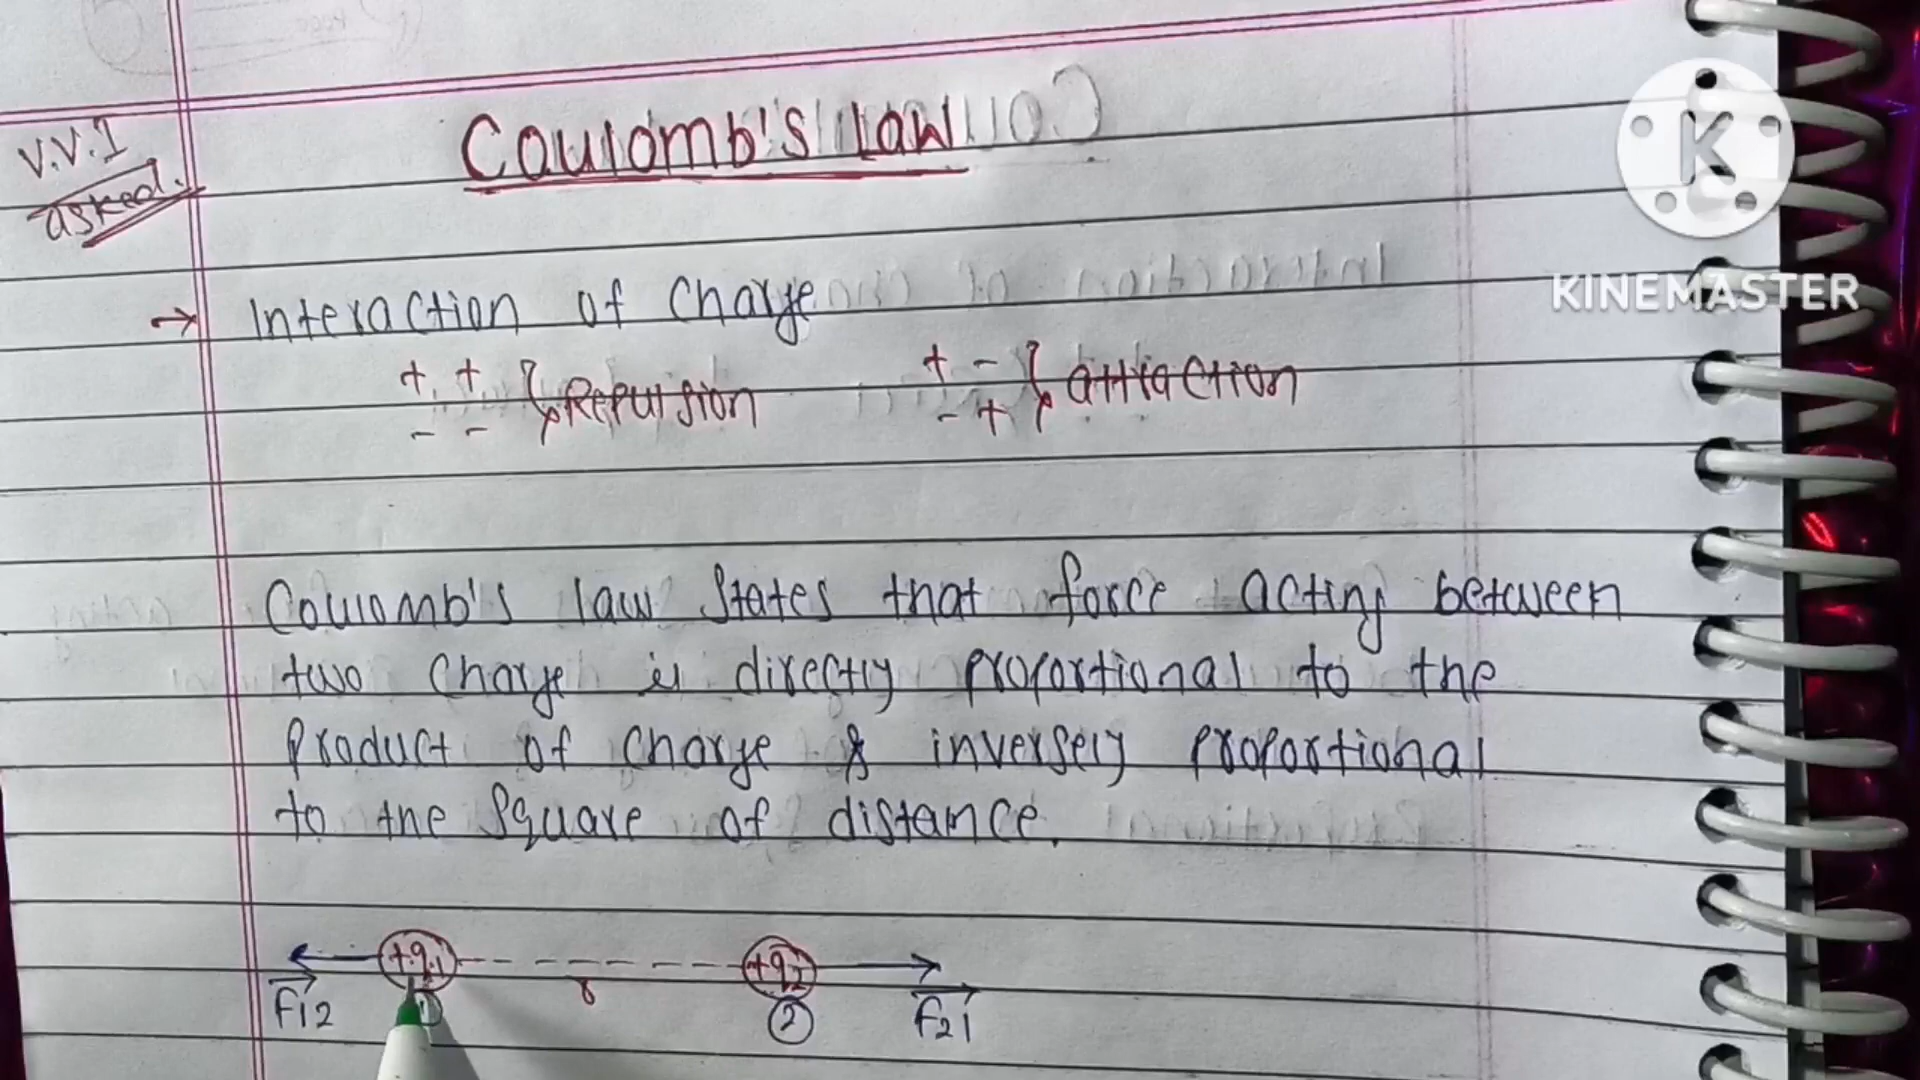 V.V.I
asked.
Coulomb's law
→ Interaction of Charge
+ + } Repulsion + - } attraction
- - - +
Coulomb's law states that force acting between
two charge is directly proportional to the
product of charge & inversely proportional
to the square of distance.
+q1 r +q2
F12 1 2 F21
K
KINEMASTER